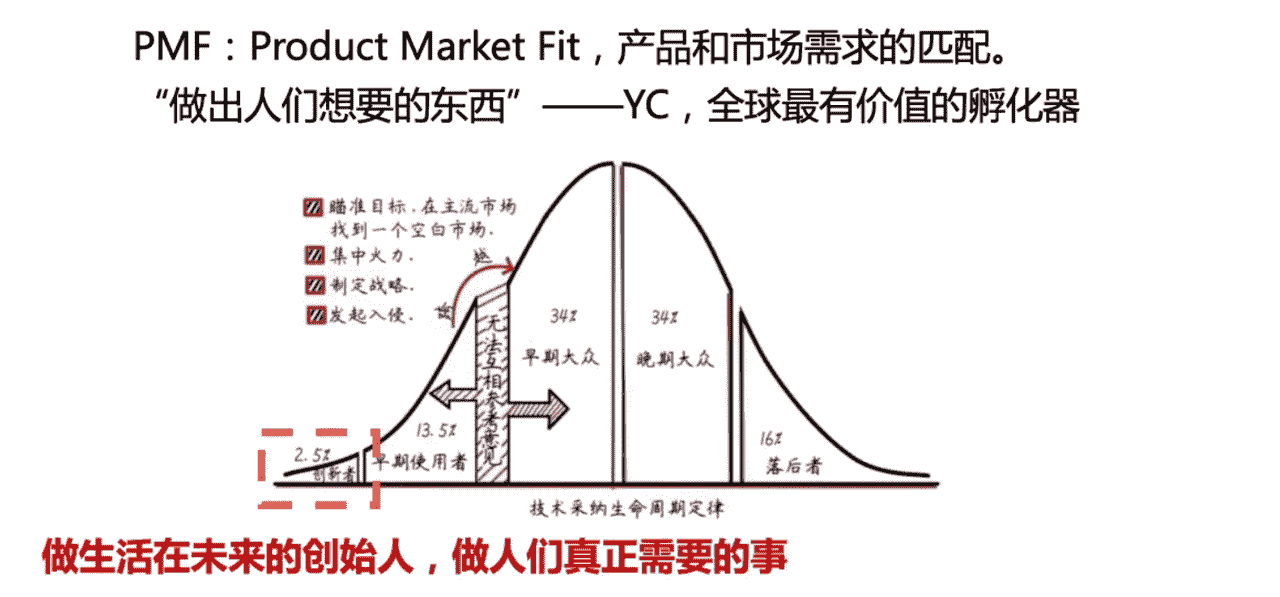 PMF：Product Market Fit，产品和市场需求的匹配。
“做出人们想要的东西”——YC，全球最有价值的孵化器
瞄准目标，在主流市场
找到一个空白市场.
集中火力.
制定战略.
发起入侵.
越
无法互相参考意见
34%
早期大众
34%
晚期大众
13.5%
早期使用者
2.5%
创新者
16%
落后者
技术采纳生命周期定律
做生活在未来的创始人，做人们真正需要的事